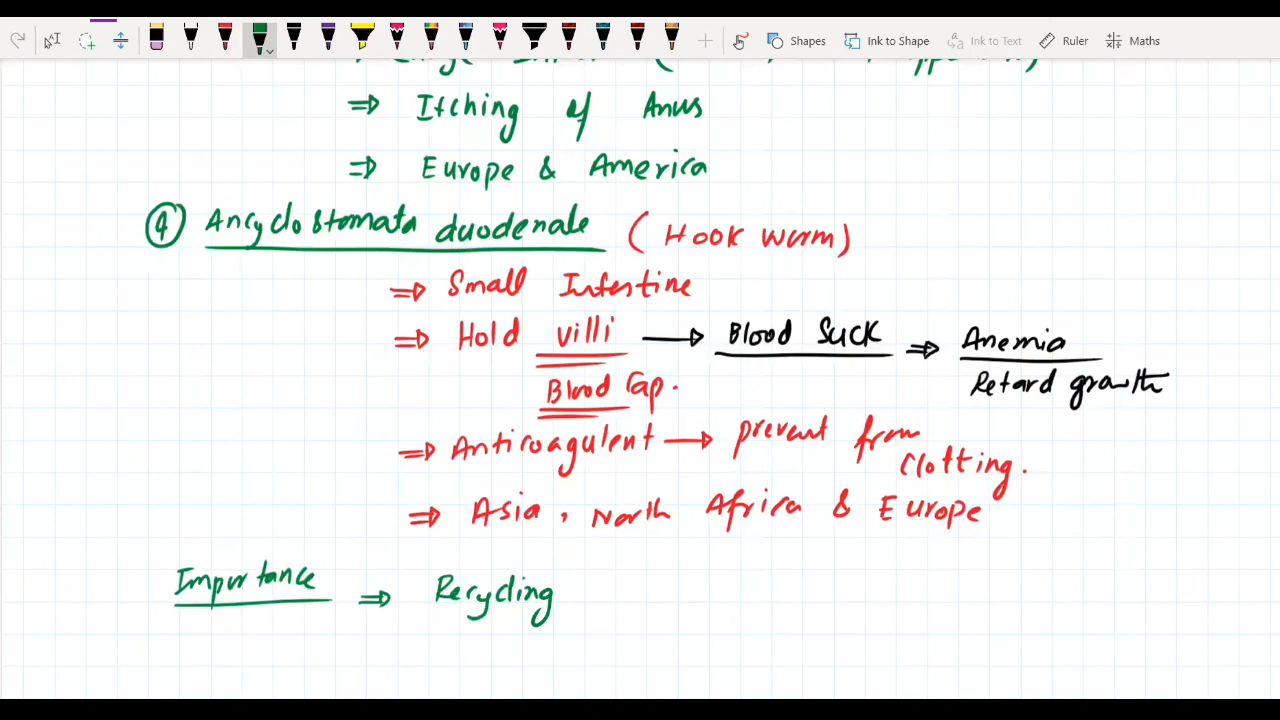 Shapes Ink to Shape Ink to Text Ruler Maths
⇒ Itching of Anus
⇒ Europe & America
④ Ancyclostomata duodenale (Hook worm)
⇒ Small Intestine
⇒ Hold villi → Blood Suck ⇒ Anemia
Blood Cap. Retard growth
⇒ Anticoagulent → prevent from
Clotting.
⇒ Asia, North Africa & Europe
Importance ⇒ Recycling